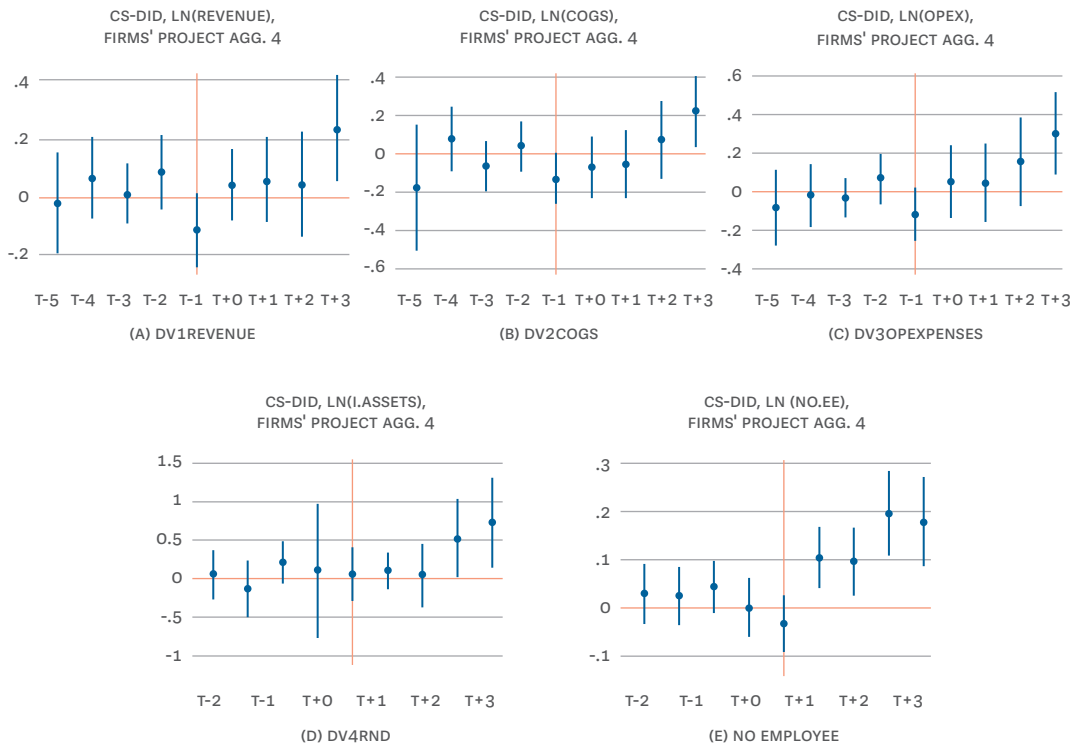 CS-DID, LN(REVENUE),
FIRMS' PROJECT AGG. 4
.4
.2
0
-.2
T-5 T-4 T-3 T-2 T-1 T+0 T+1 T+2 T+3
(A) DV1REVENUE
CS-DID, LN(COGS),
FIRMS' PROJECT AGG. 4
.4
.2
0
-.2
-.4
-.6
T-5 T-4 T-3 T-2 T-1 T+0 T+1 T+2 T+3
(B) DV2COGS
CS-DID, LN(OPEX),
FIRMS' PROJECT AGG. 4
.6
.4
.2
0
-.2
-.4
T-5 T-4 T-3 T-2 T-1 T+0 T+1 T+2 T+3
(C) DV3OPEXPENSES
CS-DID, LN(I.ASSETS),
FIRMS' PROJECT AGG. 4
1.5
1
0.5
0
-.5
-1
T-2 T-1 T+0 T+1 T+2 T+3
(D) DV4RND
CS-DID, LN (NO.EE),
FIRMS' PROJECT AGG. 4
.3
.2
.1
0
-.1
T-2 T-1 T+0 T+1 T+2 T+3
(E) NO EMPLOYEE